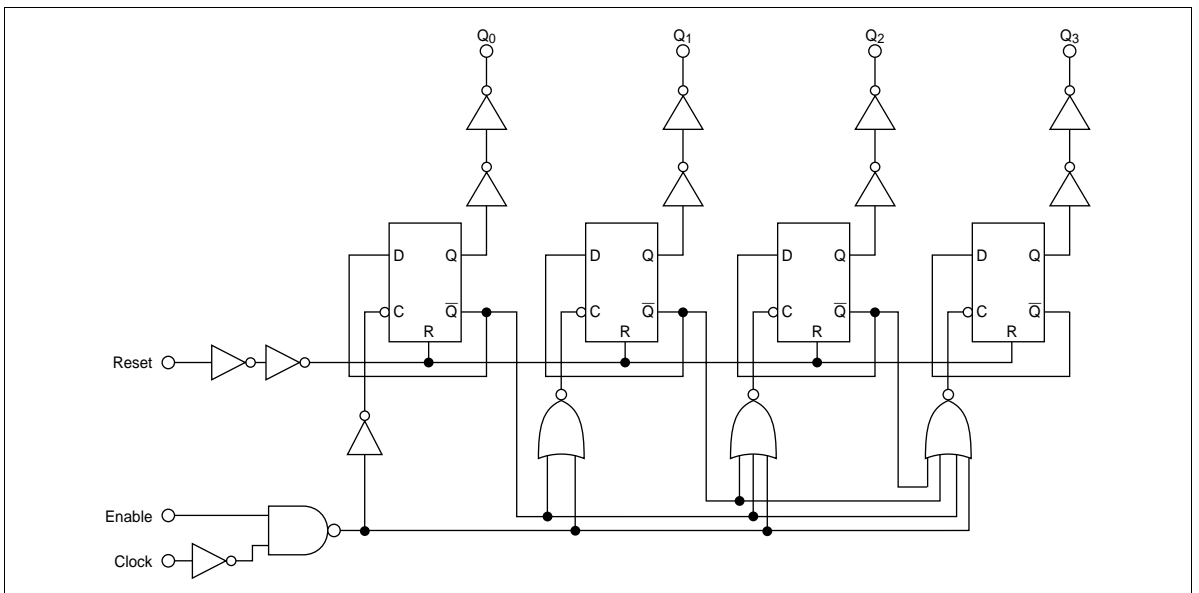 Q0 Q1 Q2 Q3
D Q D Q D Q D Q
C Q̅ C Q̅ C Q̅ C Q̅
R R R R
Reset
Enable
Clock